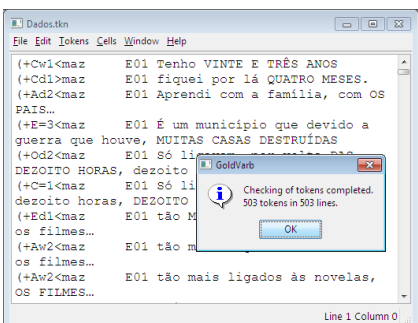 Dados.tkn
File Edit Tokens Cells Window Help
(+Cw1<maz E01 Tenho VINTE E TRÊS ANOS
(+Cd1>maz E01 fiquei por lá QUATRO MESES.
(+Ad2<maz E01 Aprendi com a família, com OS
PAIS…
(+E=3<maz E01 É um município que devido a
guerra que houve, MUITAS CASAS DESTRUÍDAS
(+Od2<maz E01 Só
DEZOITO HORAS, dezoito
(+C=1<maz E01 Só li
dezoito horas, DEZOITO
(+Ed1<maz E01 tão M
os filmes…
(+Aw2<maz E01 tão m
os filmes…
(+Aw2<maz E01 tão mais ligados às novelas,
OS FILMES…
GoldVarb
Checking of tokens completed.
503 tokens in 503 lines.
OK
Line 1 Column 0